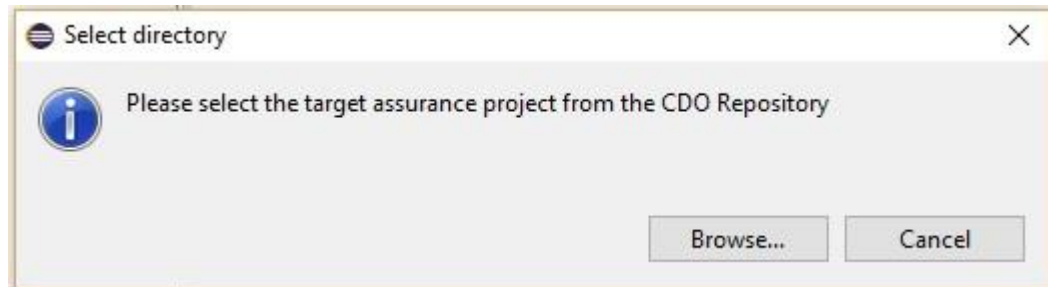 Select directory
Please select the target assurance project from the CDO Repository
Browse... Cancel